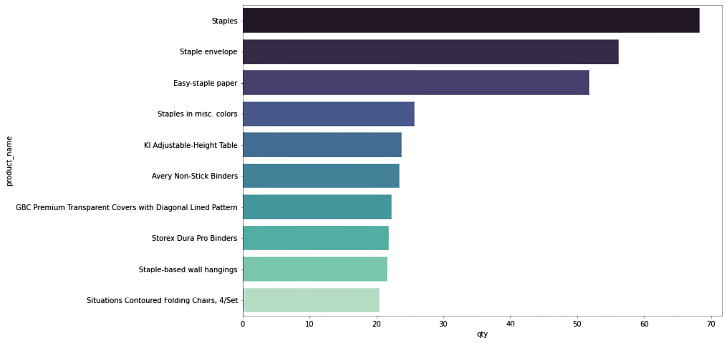 Staples
Staple envelope
Easy-staple paper
Staples in misc. colors
KI Adjustable-Height Table
Avery Non-Stick Binders
GBC Premium Transparent Covers with Diagonal Lined Pattern
Storex Dura Pro Binders
Staple-based wall hangings
Situations Contoured Folding Chairs, 4/Set
product_name
0 10 20 30 40 50 60 70
qty